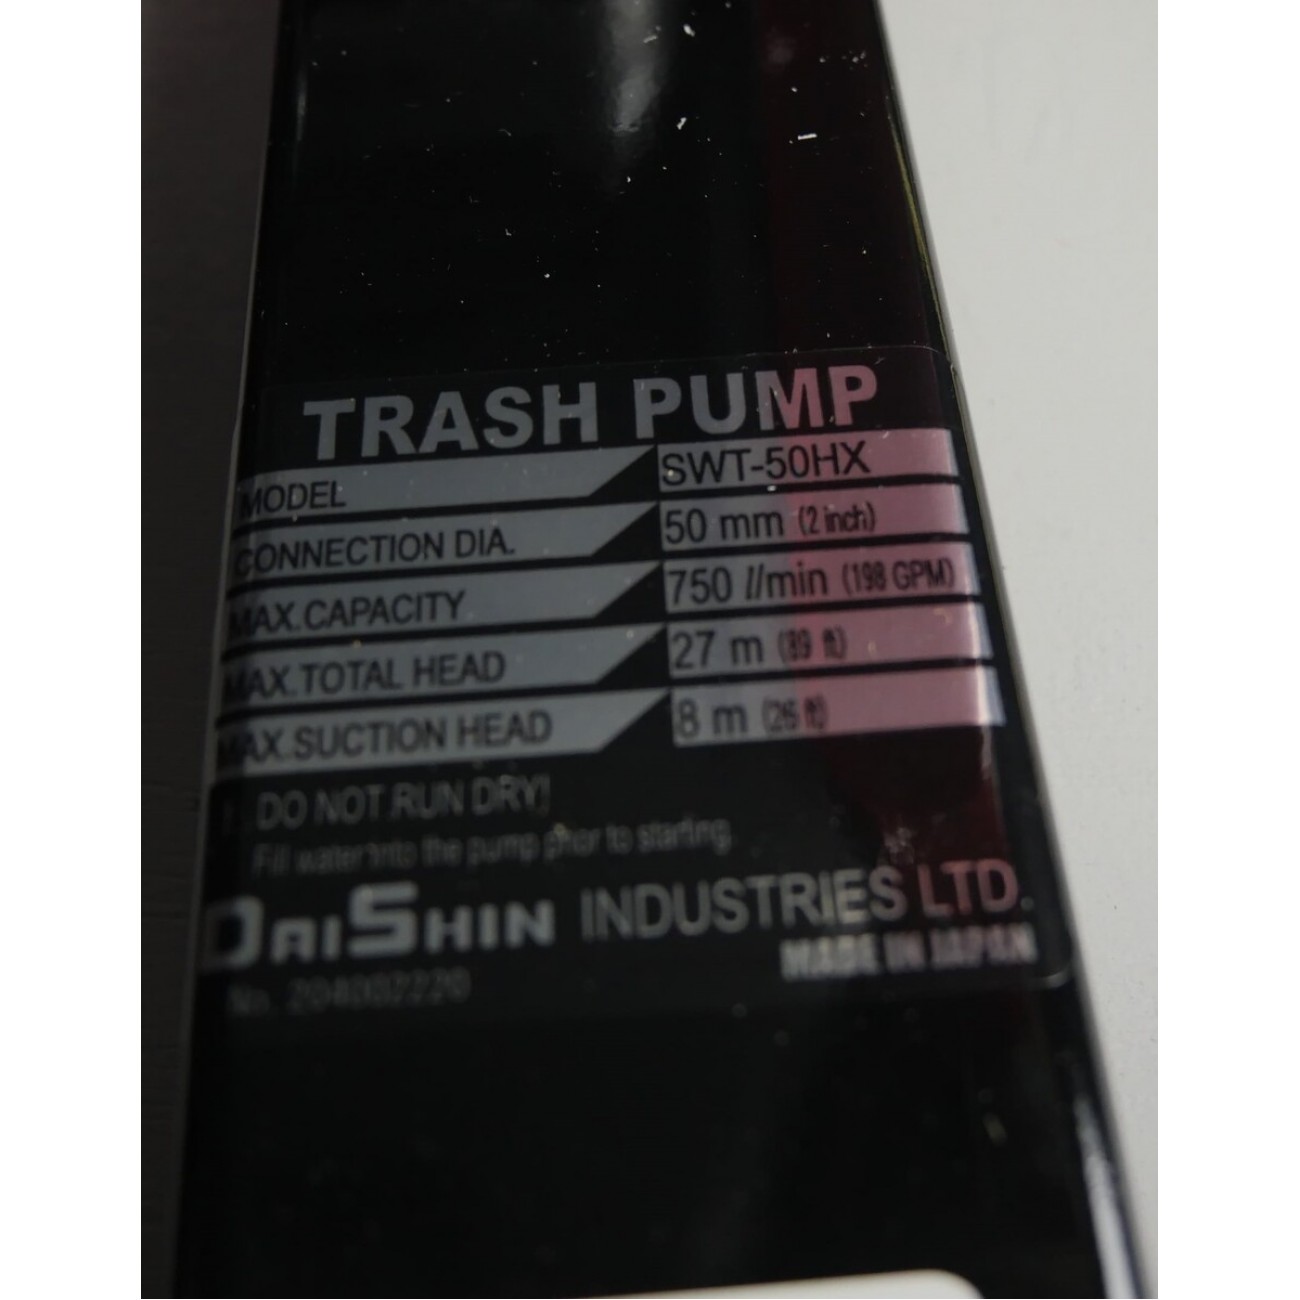 TRASH PUMP
MODEL SWT-50HX
CONNECTION DIA. 50 mm (2 inch)
MAX.CAPACITY 750 l/min (198 GPM)
MAX.TOTAL HEAD 27 m (89 ft)
MAX.SUCTION HEAD 8 m (26 ft)
DO NOT RUN DRY!
Fill water into the pump prior to starting.
DAISHIN INDUSTRIES LTD.
MADE IN JAPAN
No. 204002220